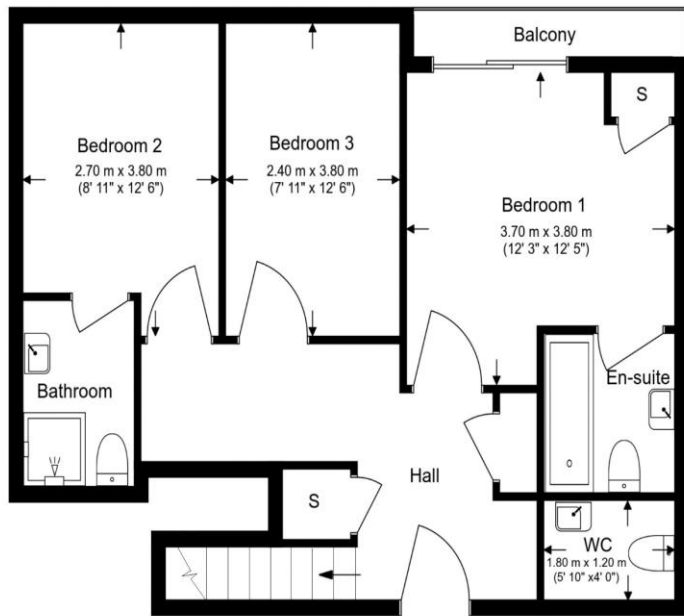 Balcony
S
Bedroom 2
2.70 m x 3.80 m
(8' 11" x 12' 6")
Bedroom 3
2.40 m x 3.80 m
(7' 11" x 12' 6")
Bedroom 1
3.70 m x 3.80 m
(12' 3" x 12' 5")
Bathroom
En-suite
Hall
S
WC
1.80 m x 1.20 m
(5' 10" x4' 0")